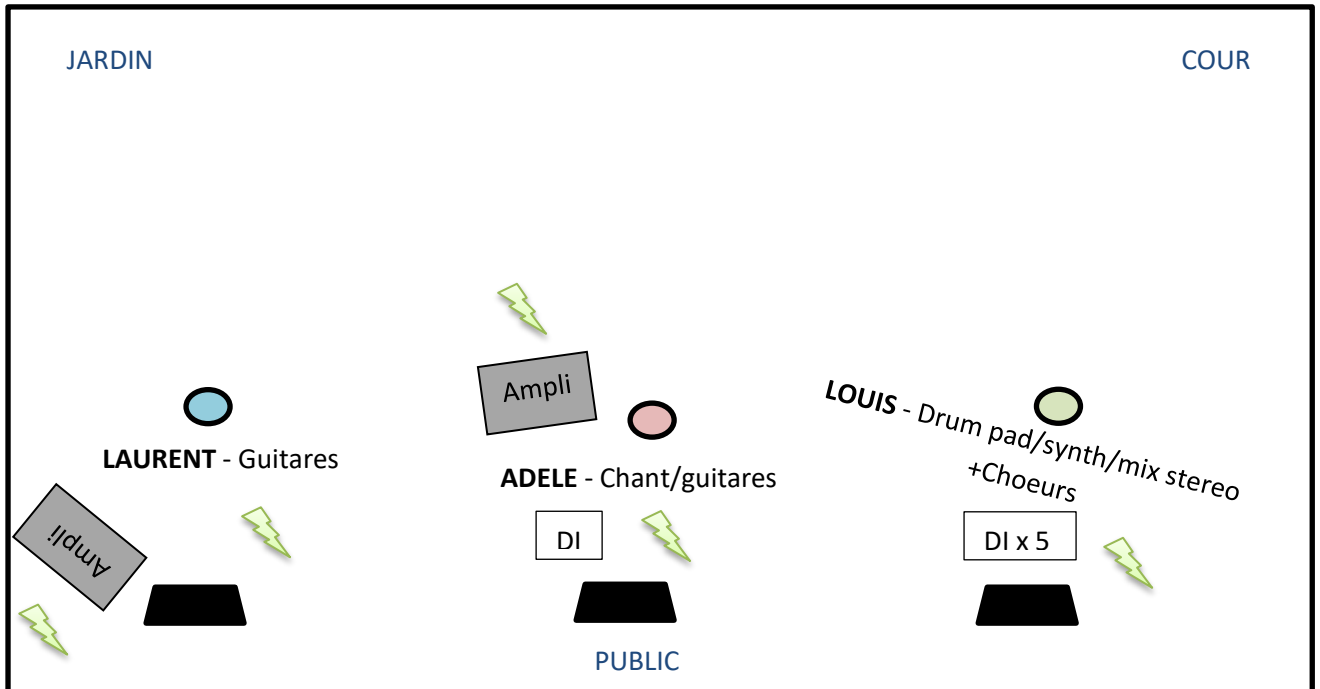 JARDIN
COUR
Ampli
LOUIS - Drum pad/synth/mix stereo
+Choeurs
LAURENT - Guitares
ADELE - Chant/guitares
Ampli
DI
DI x 5
PUBLIC